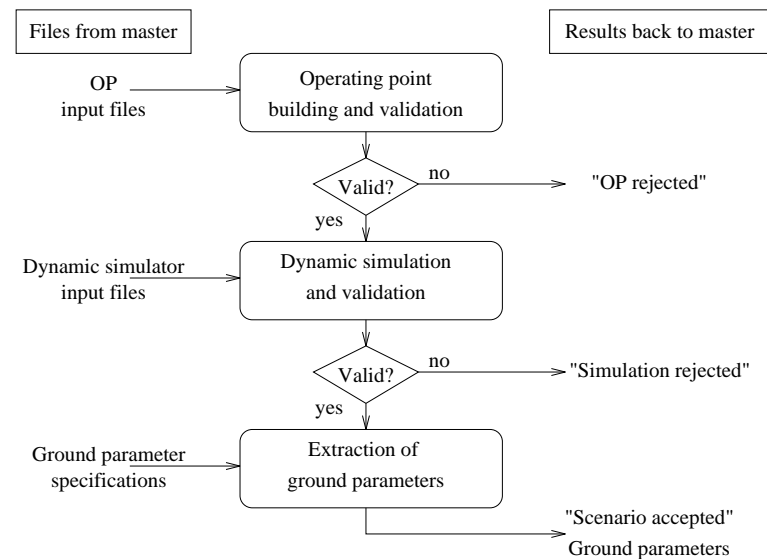 Files from master
Results back to master
OP
input files
Operating point
building and validation
Valid?
no
"OP rejected"
yes
Dynamic simulator
input files
Dynamic simulation
and validation
Valid?
no
"Simulation rejected"
yes
Ground parameter
specifications
Extraction of
ground parameters
"Scenario accepted"
Ground parameters